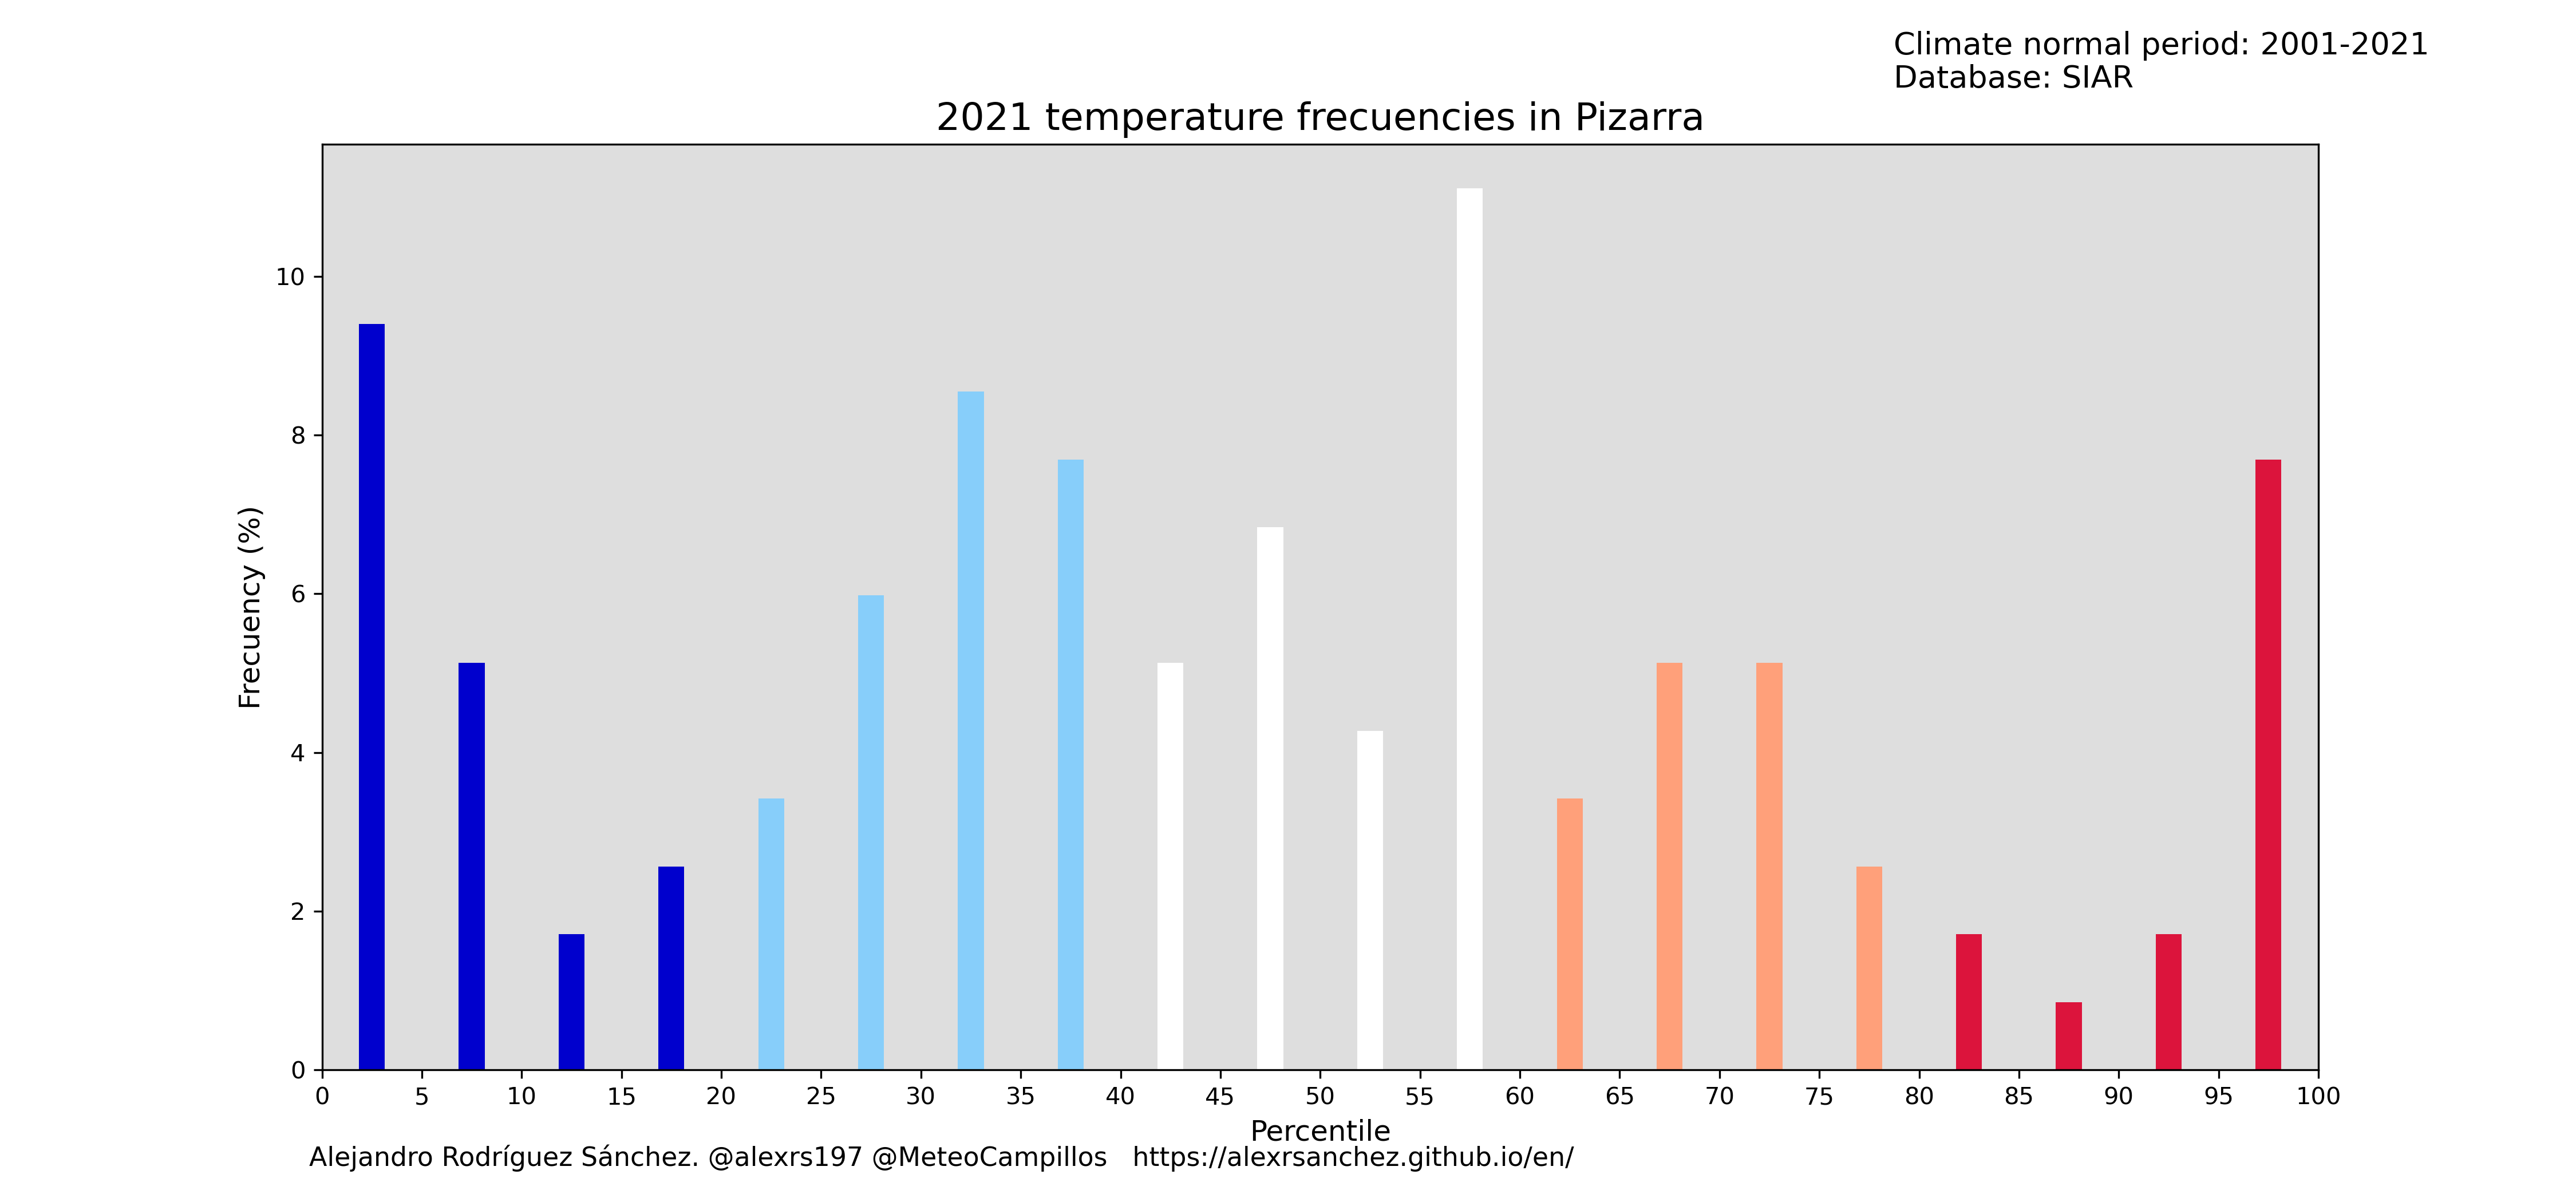 Climate normal period: 2001-2021
Database: SIAR
2021 temperature frecuencies in Pizarra
Frecuency (%)
10
8
6
4
2
0
0 5 10 15 20 25 30 35 40 45 50 55 60 65 70 75 80 85 90 95 100
Percentile
Alejandro Rodríguez Sánchez. @alexrs197 @MeteoCampillos https://alexrsanchez.github.io/en/